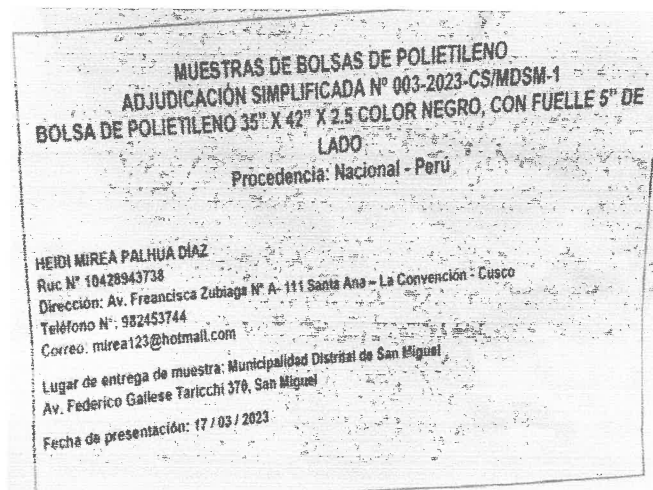 MUESTRAS DE BOLSAS DE POLIETILENO
ADJUDICACIÓN SIMPLIFICADA Nº 003-2023-CS/MDSM-1
BOLSA DE POLIETILENO 35" X 42" X 2.5 COLOR NEGRO, CON FUELLE 5" DE
LADO
Procedencia: Nacional - Perú
HEIDI MIREA PALHUA DÍAZ
Ruc N° 10428943738
Dirección: Av. Freancisca Zubiaga N° A- 111 Santa Ana – La Convención - Cusco
Teléfono N°: 982453744
Correo: mirea123@hotmail.com
Lugar de entrega de muestra: Municipalidad Distrital de San Miguel
Av. Federico Gallese Taricchi 370, San Miguel
Fecha de presentación: 17 / 03 / 2023